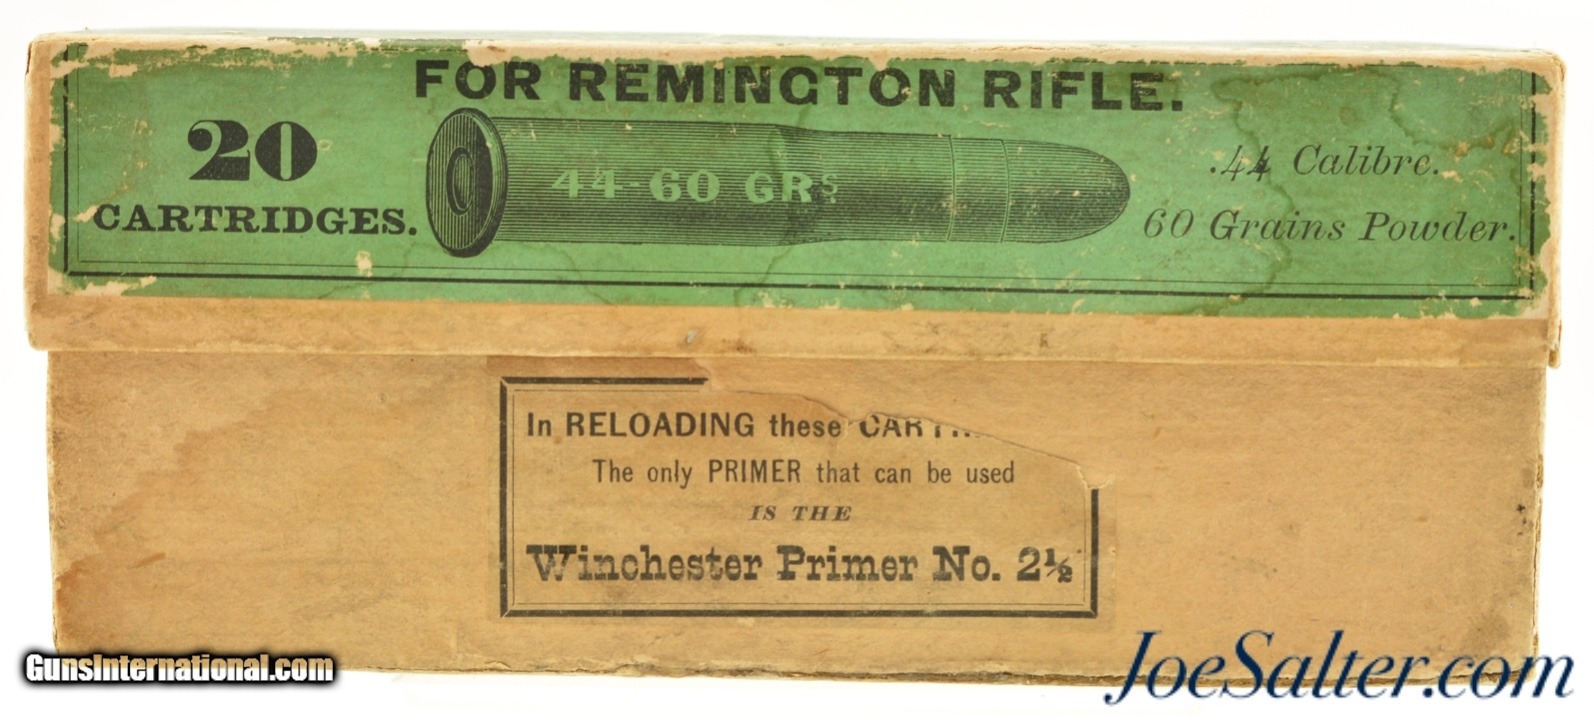 FOR REMINGTON RIFLE.
20
CARTRIDGES.
44-60 GRS.
.44 Calibre.
60 Grains Powder.
In RELOADING these
The only PRIMER that can be used
IS THE
Winchester Primer No. 2½
GunsInternational.com
JoeSalter.com